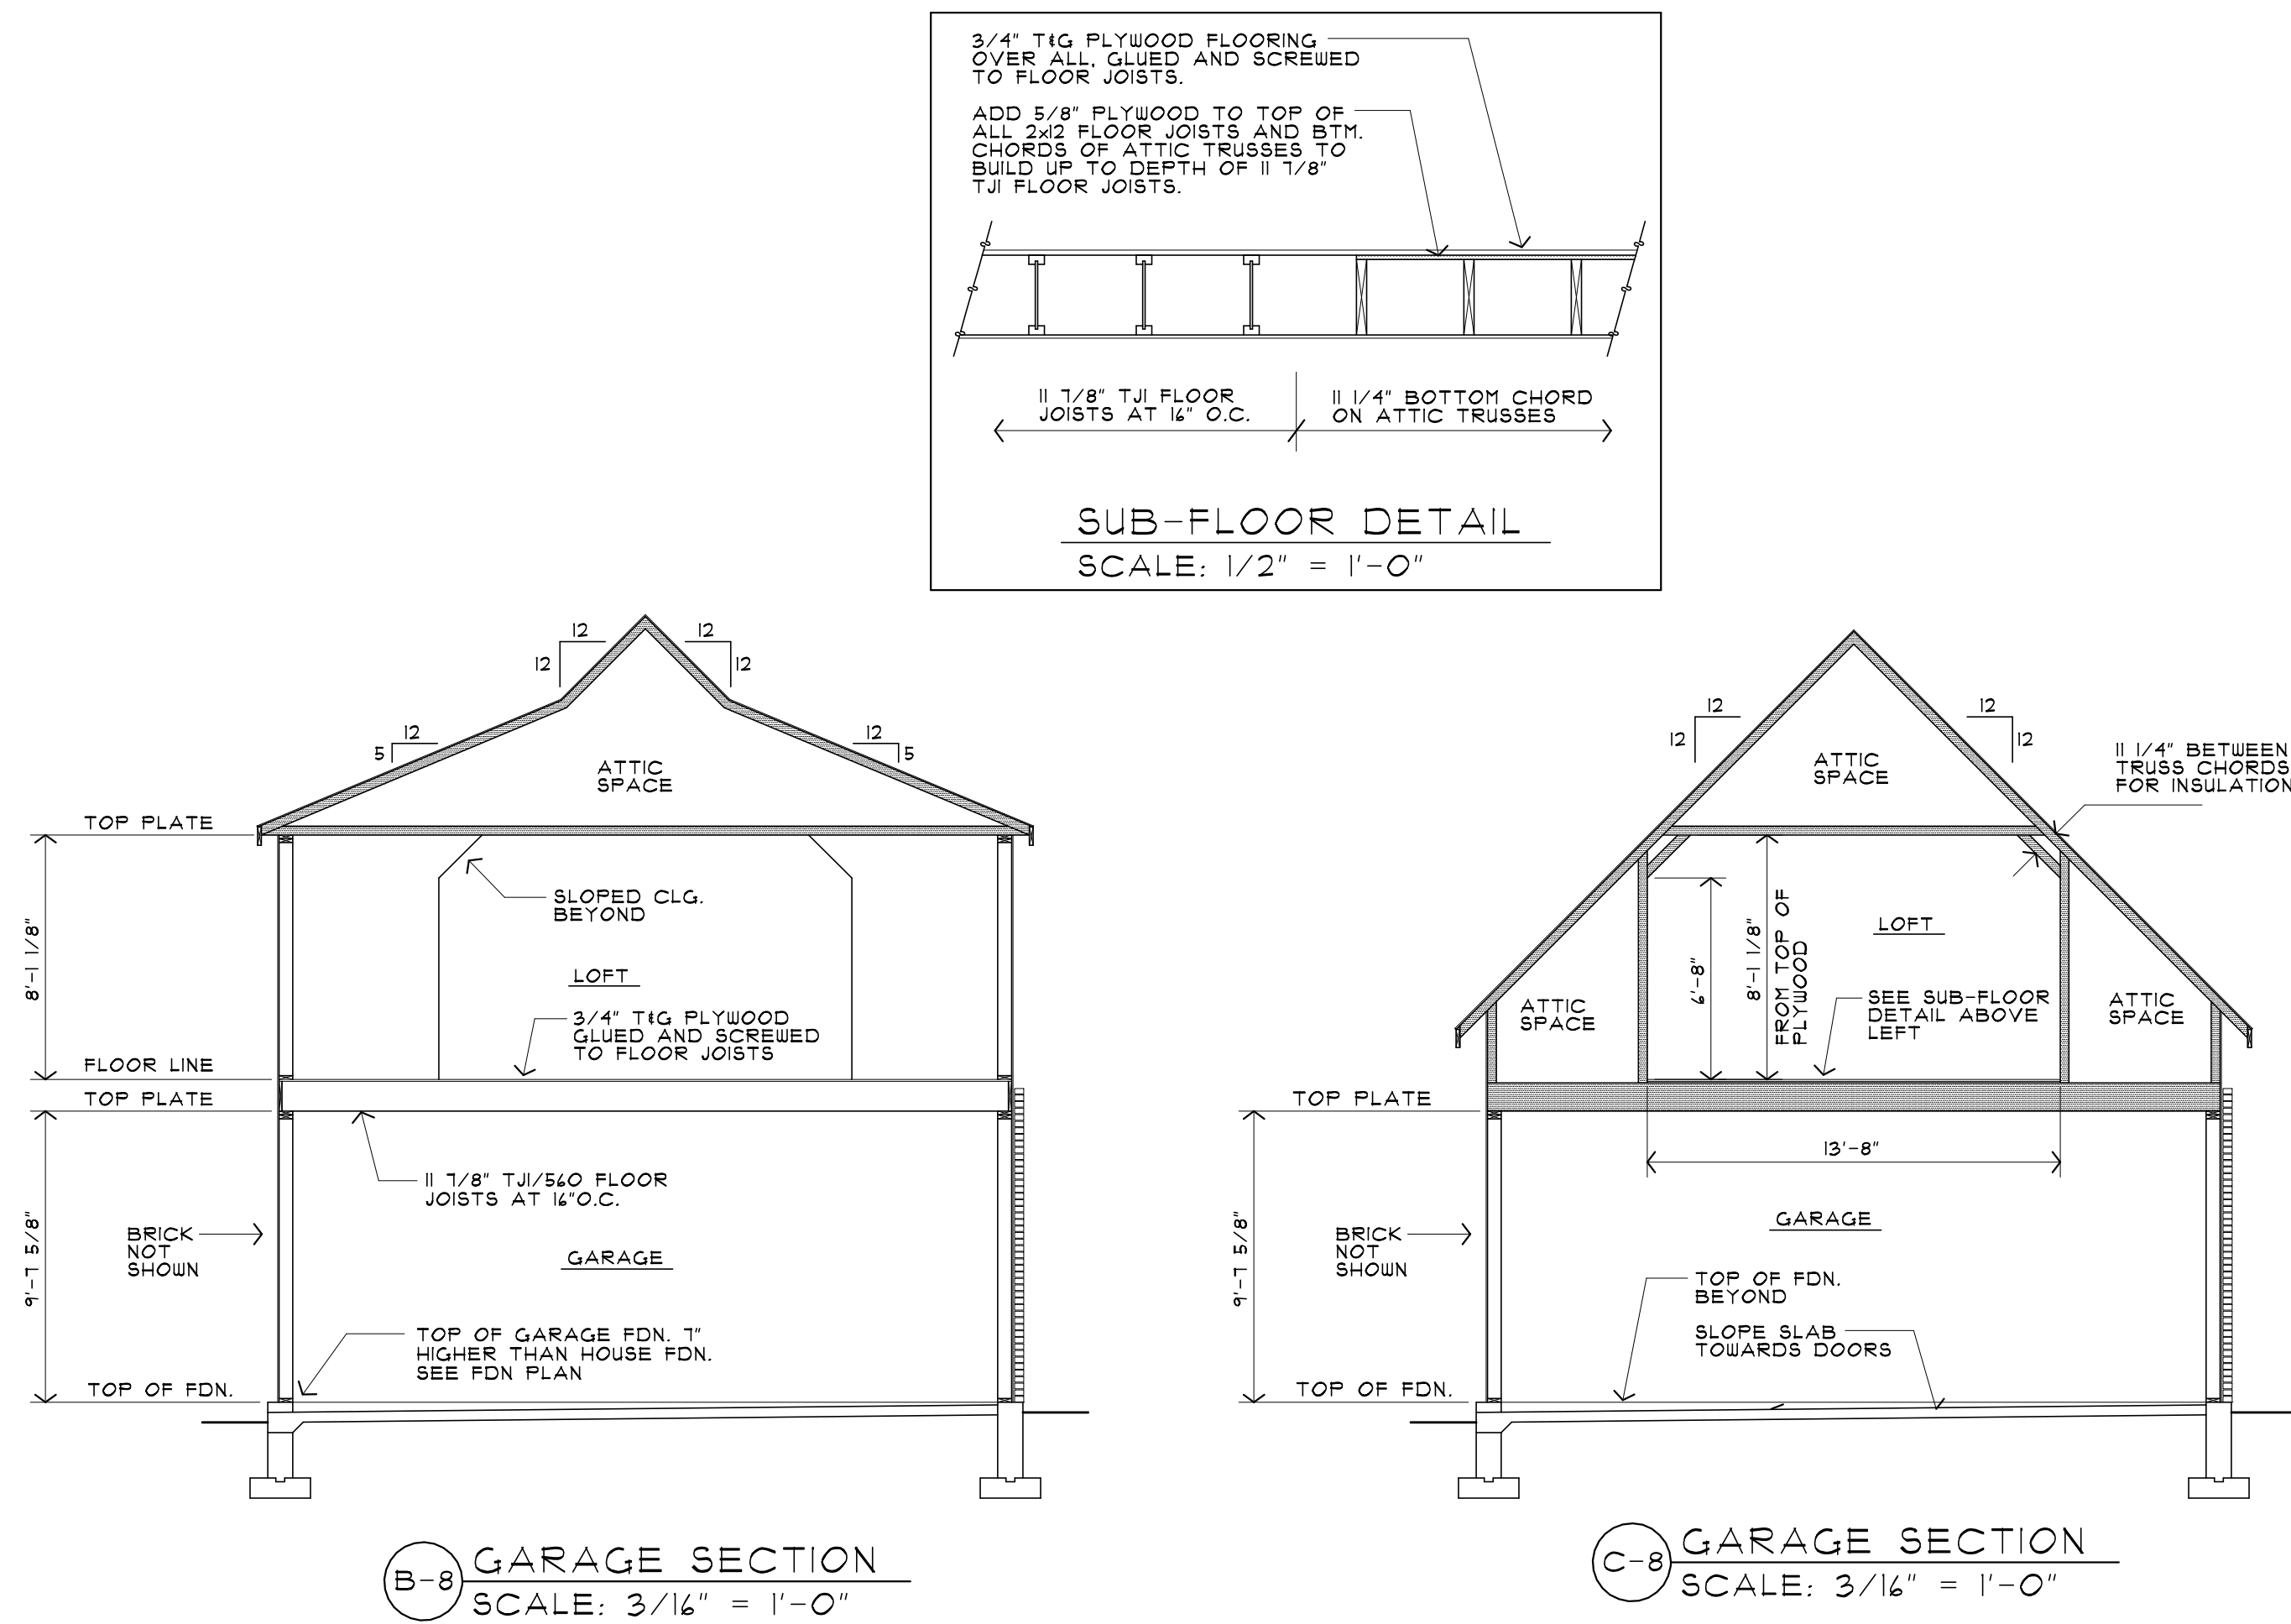 3/4" T&G PLYWOOD FLOORING
OVER ALL, GLUED AND SCREWED
TO FLOOR JOISTS.
ADD 5/8" PLYWOOD TO TOP OF
ALL 2x12 FLOOR JOISTS AND BTM.
CHORDS OF ATTIC TRUSSES TO
BUILD UP TO DEPTH OF 11 7/8"
TJI FLOOR JOISTS.
11 7/8" TJI FLOOR
JOISTS AT 16" O.C.
11 1/4" BOTTOM CHORD
ON ATTIC TRUSSES
SUB-FLOOR DETAIL
SCALE: 1/2" = 1'-0"
12
12
12
12
12
5
12
5
ATTIC
SPACE
TOP PLATE
8'-1 1/8"
SLOPED CLG.
BEYOND
LOFT
3/4" T&G PLYWOOD
GLUED AND SCREWED
TO FLOOR JOISTS
FLOOR LINE
TOP PLATE
11 7/8" TJI/560 FLOOR
JOISTS AT 16"O.C.
9'-7 5/8"
BRICK
NOT
SHOWN
GARAGE
TOP OF GARAGE FDN. 7"
HIGHER THAN HOUSE FDN.
SEE FDN PLAN
TOP OF FDN.
B-8
GARAGE SECTION
SCALE: 3/16" = 1'-0"
12
12
12
12
ATTIC
SPACE
11 1/4" BETWEEN
TRUSS CHORDS
FOR INSULATION
LOFT
6'-8"
8'-1 1/8"
FROM TOP OF
PLYWOOD
ATTIC
SPACE
SEE SUB-FLOOR
DETAIL ABOVE
LEFT
ATTIC
SPACE
TOP PLATE
13'-8"
9'-7 5/8"
BRICK
NOT
SHOWN
GARAGE
TOP OF FDN.
BEYOND
SLOPE SLAB
TOWARDS DOORS
TOP OF FDN.
C-8
GARAGE SECTION
SCALE: 3/16" = 1'-0"